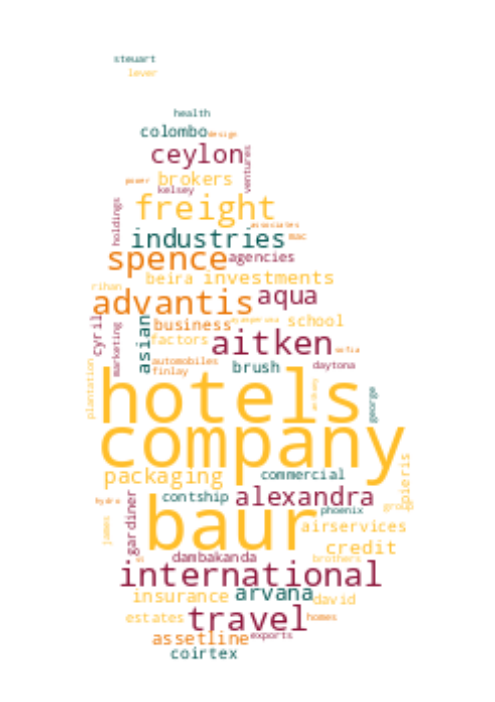 steuart
lever
health
colombo design
ceylon ventures
power brokers
kelsey
holdings freight
associates
industries mac
spence agencies
rihan beira investments
advantis aqua
cyril asian business school
marketing factors aitken sofia
automobiles
finlay brush daytona
plantation hotels george
company
packaging commercial pieris
contship alexandra group
hydro gardiner baur phoenix
james airservices
credit
dambakanda brothers
international
insurance arvana david
estates travel homes
assetline exports
coirtex